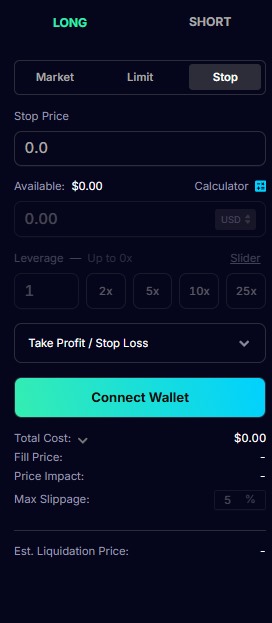 LONG SHORT
Market Limit Stop
Stop Price
0.0
Available: $0.00 Calculator
0.00 USD
Leverage — Up to 0x Slider
1 2x 5x 10x 25x
Take Profit / Stop Loss
Connect Wallet
Total Cost: $0.00
Fill Price: -
Price Impact: -
Max Slippage: 5 %
Est. Liquidation Price: -